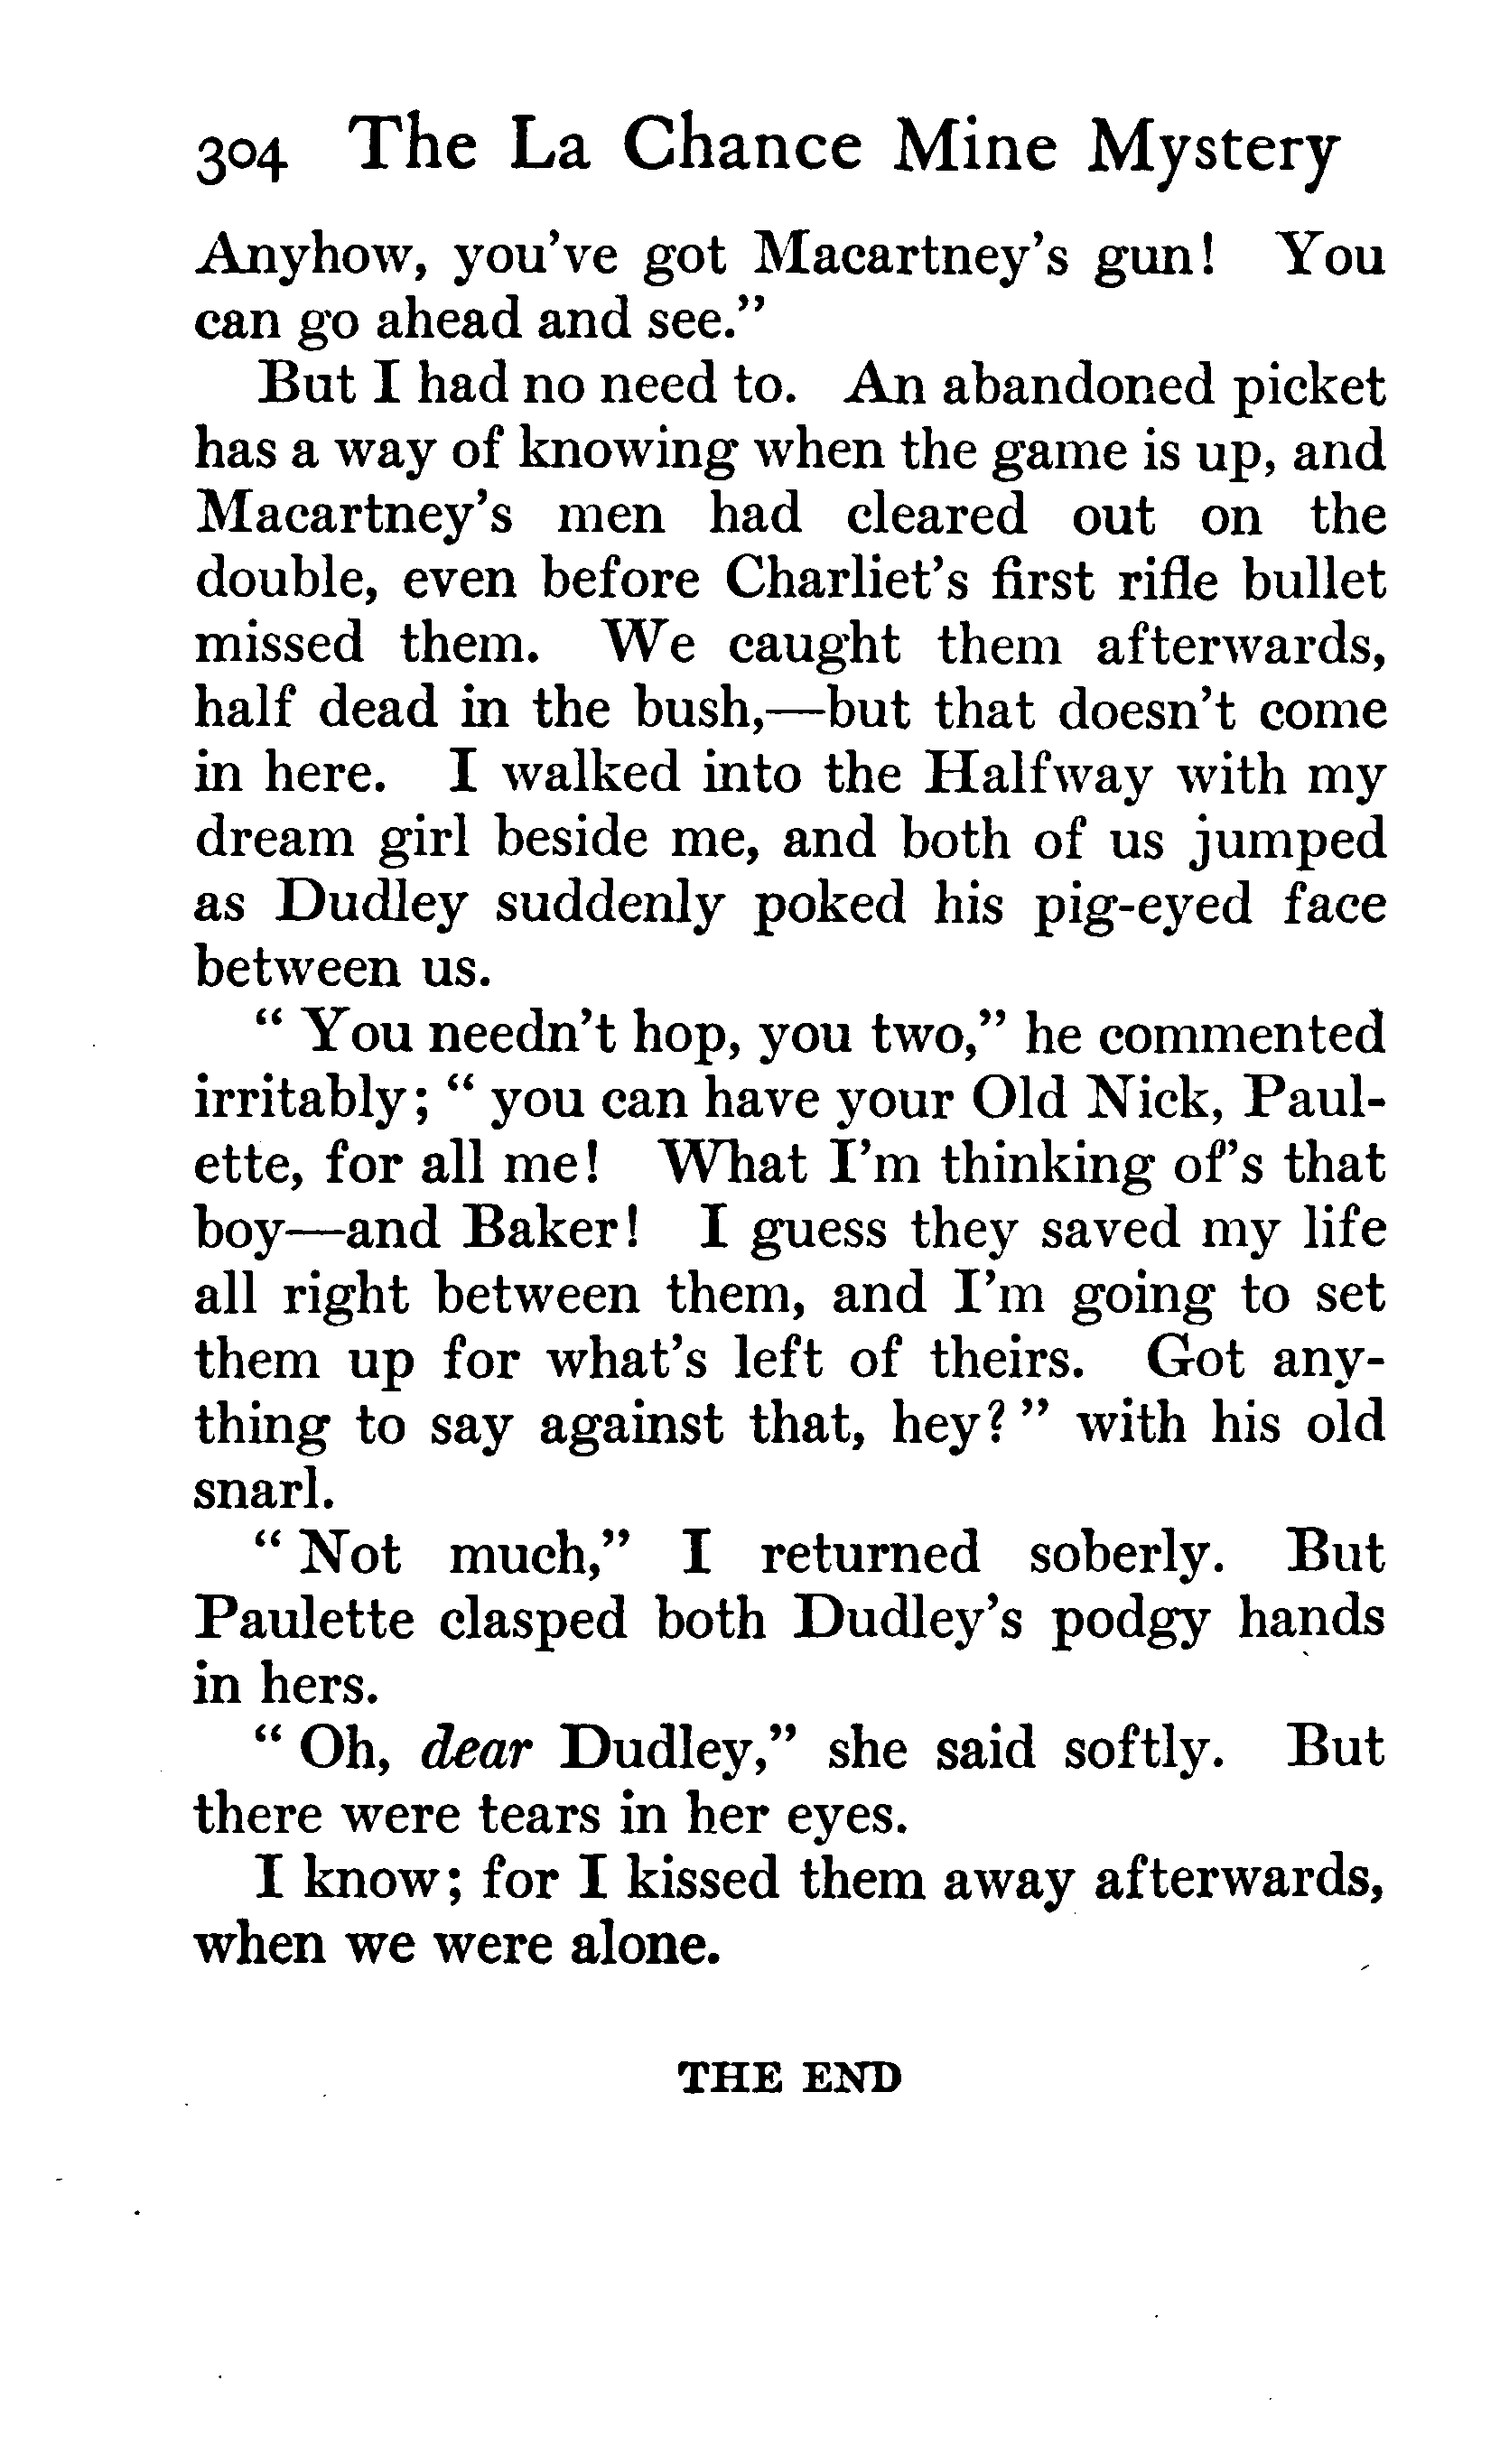 304 The La Chance Mine Mystery
Anyhow, you've got Macartney's gun! You
can go ahead and see."
But I had no need to. An abandoned picket
has a way of knowing when the game is up, and
Macartney's men had cleared out on the
double, even before Charliet's first rifle bullet
missed them. We caught them afterwards,
half dead in the bush,—but that doesn't come
in here. I walked into the Halfway with my
dream girl beside me, and both of us jumped
as Dudley suddenly poked his pig-eyed face
between us.
" You needn't hop, you two," he commented
irritably; " you can have your Old Nick, Paul-
ette, for all me! What I'm thinking of's that
boy—and Baker! I guess they saved my life
all right between them, and I'm going to set
them up for what's left of theirs. Got any-
thing to say against that, hey? " with his old
snarl.
" Not much," I returned soberly. But
Paulette clasped both Dudley's podgy hands
in hers.
" Oh, dear Dudley," she said softly. But
there were tears in her eyes.
I know; for I kissed them away afterwards,
when we were alone.
THE END